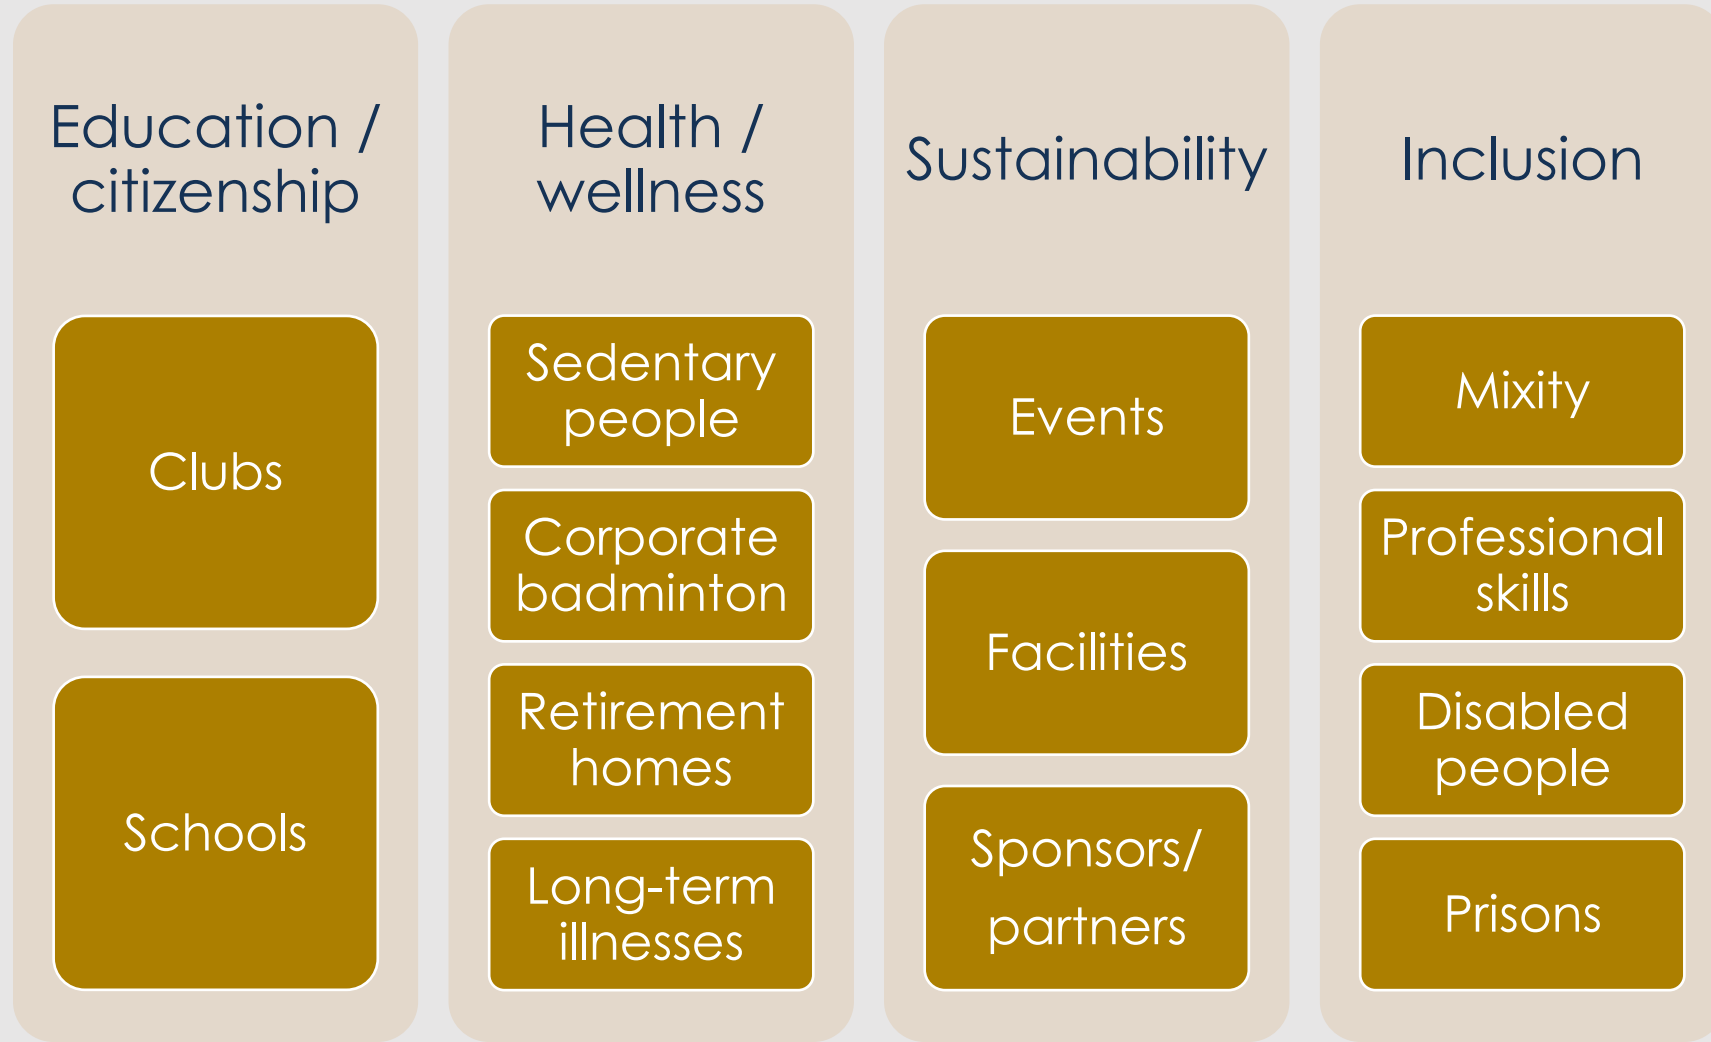 Education /
citizenship
Clubs
Schools
Health /
wellness
Sedentary
people
Corporate
badminton
Retirement
homes
Long-term
illnesses
Sustainability
Events
Facilities
Sponsors/
partners
Inclusion
Mixity
Professional
skills
Disabled
people
Prisons